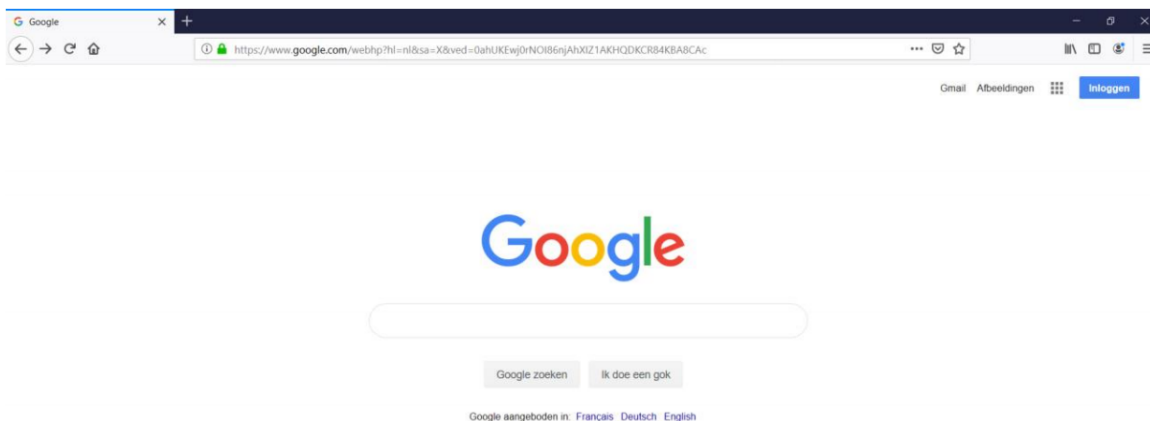 Google
https://www.google.com/webhp?hl=nl&sa=X&ved=0ahUKEwj0rNOI86njAhXIZ1AKHQDKCR84KBA8CAc
Gmail Afbeeldingen Inloggen
Google
Google zoeken Ik doe een gok
Google aangeboden in: Français Deutsch English